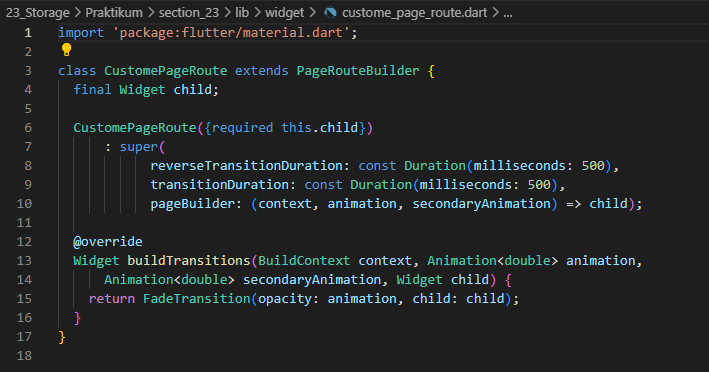 23_Storage > Praktikum > section_23 > lib > widget > custome_page_route.dart > ...
1 import 'package:flutter/material.dart';
2
3 class CustomePageRoute extends PageRouteBuilder {
4   final Widget child;
5
6   CustomePageRoute({required this.child})
7       : super(
8             reverseTransitionDuration: const Duration(milliseconds: 500),
9             transitionDuration: const Duration(milliseconds: 500),
10             pageBuilder: (context, animation, secondaryAnimation) => child);
11
12   @override
13   Widget buildTransitions(BuildContext context, Animation<double> animation,
14       Animation<double> secondaryAnimation, Widget child) {
15     return FadeTransition(opacity: animation, child: child);
16   }
17 }
18